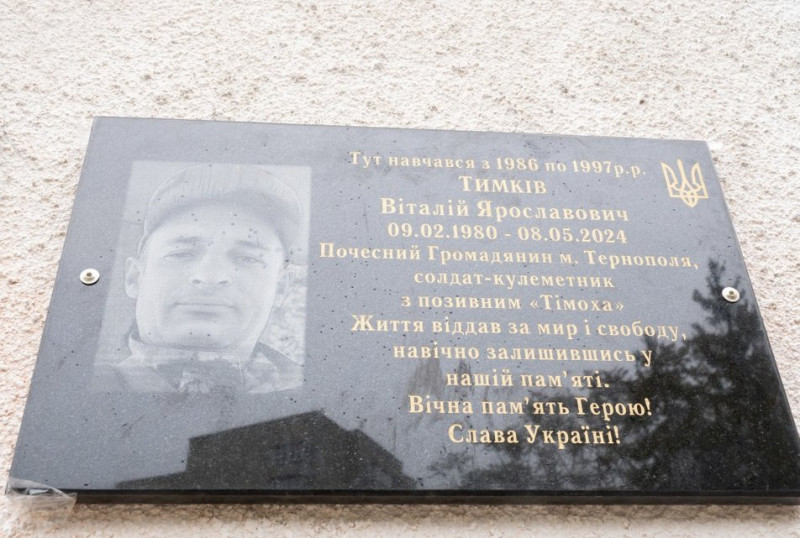 Тут навчався з 1986 по 1997р.р.
Тимків
Віталій Ярославович
09.02.1980 - 08.05.2024
Почесний Громадянин м. Тернополя,
солдат-кулеметник
з позивним «Тімоха»
Життя віддав за мир і свободу,
навічно залишившись у
нашій пам'яті.
Вічна пам'ять Герою!
Слава Україні!